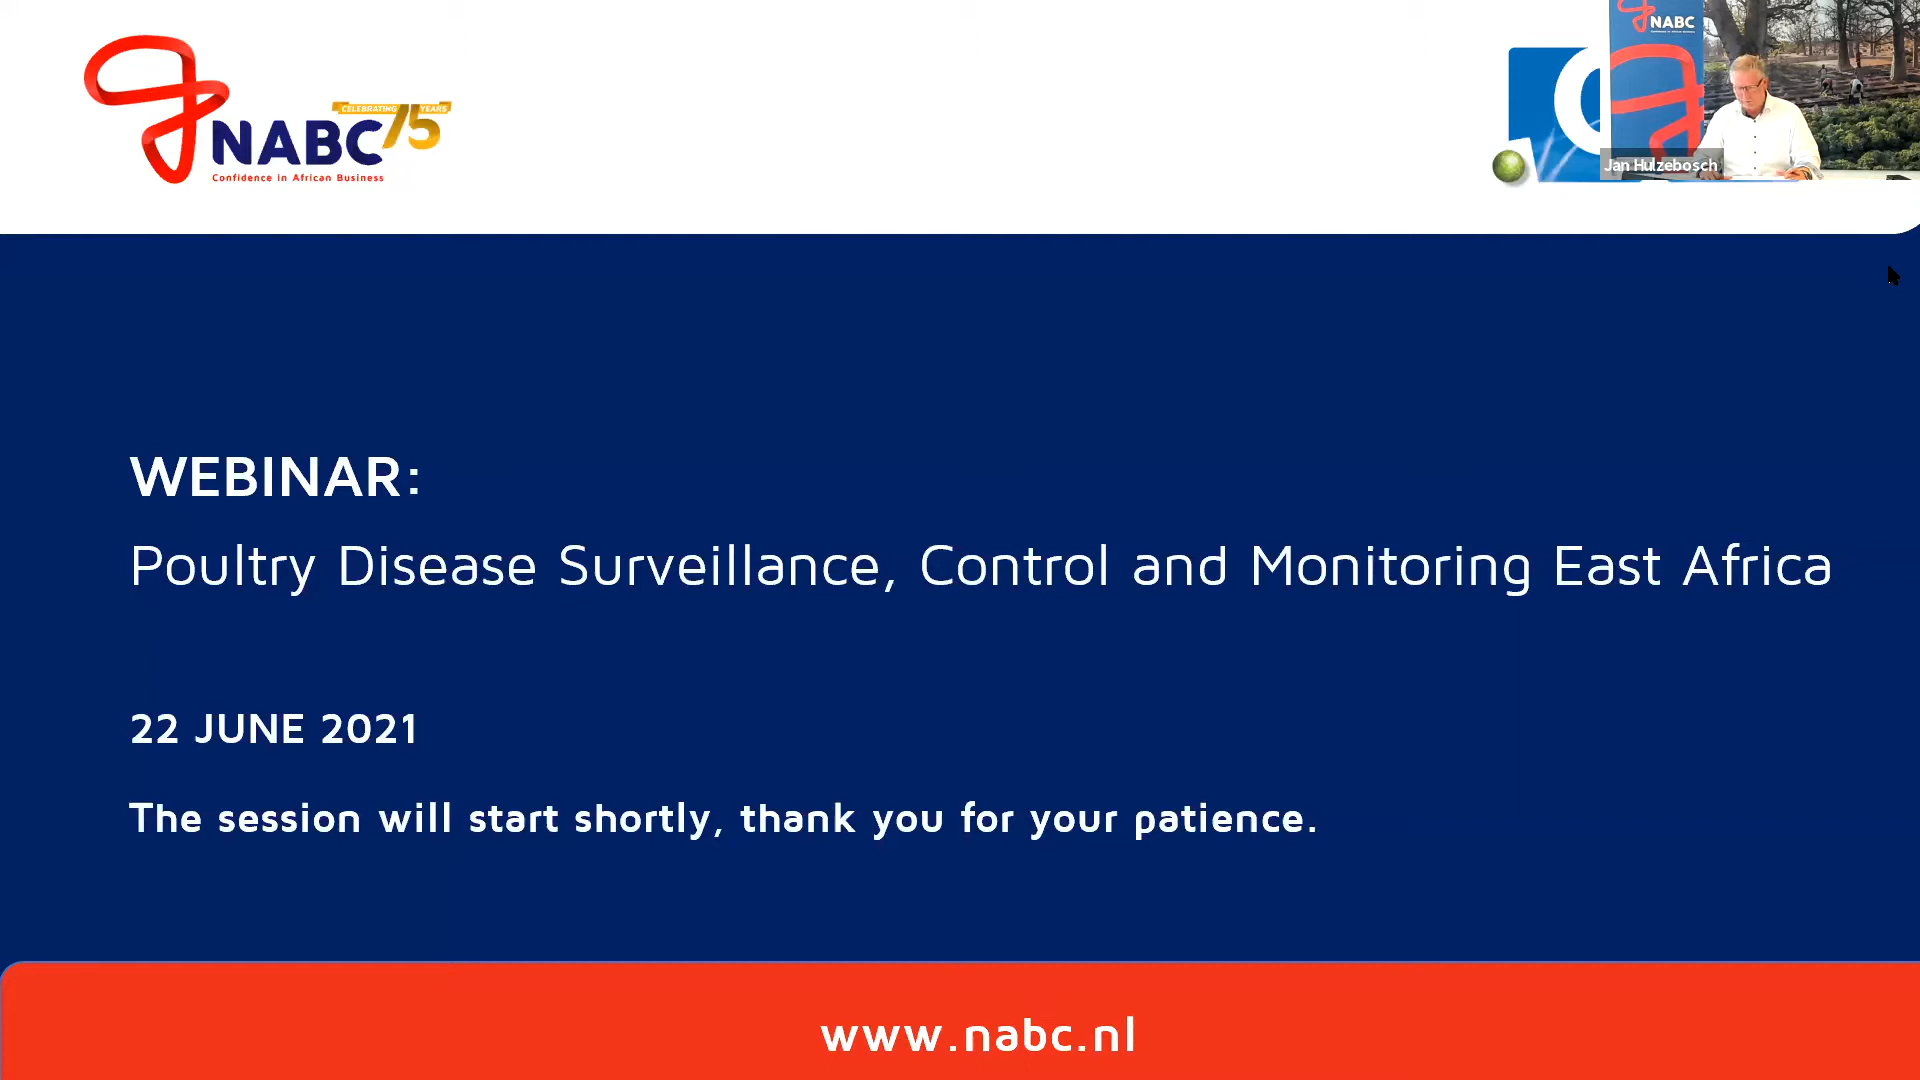 CELEBRATING 75 YEARS
NABC
Confidence in African Business
NABC
Jan Hulzebosch
WEBINAR:
Poultry Disease Surveillance, Control and Monitoring East Africa
22 JUNE 2021
The session will start shortly, thank you for your patience.
www.nabc.nl